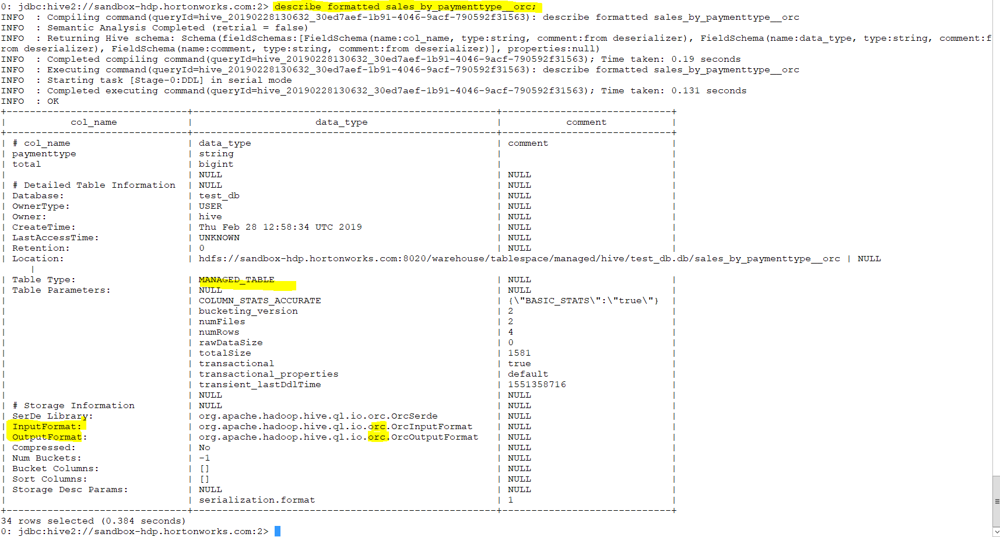 0: jdbc:hive2://sandbox-hdp.hortonworks.com:2> describe formatted sales_by_paymenttype__orc;
INFO  : Compiling command(queryId=hive_20190228130632_30ed7aef-1b91-4046-9acf-790592f31563): describe formatted sales_by_paymenttype__orc
INFO  : Semantic Analysis Completed (retrial = false)
INFO  : Returning Hive schema: Schema(fieldSchemas:[FieldSchema(name:col_name, type:string, comment:from deserializer), FieldSchema(name:data_type, type:string, comment:f
rom deserializer), FieldSchema(name:comment, type:string, comment:from deserializer)], properties:null)
INFO  : Completed compiling command(queryId=hive_20190228130632_30ed7aef-1b91-4046-9acf-790592f31563); Time taken: 0.19 seconds
INFO  : Executing command(queryId=hive_20190228130632_30ed7aef-1b91-4046-9acf-790592f31563): describe formatted sales_by_paymenttype__orc
INFO  : Starting task [Stage-0:DDL] in serial mode
INFO  : Completed executing command(queryId=hive_20190228130632_30ed7aef-1b91-4046-9acf-790592f31563); Time taken: 0.131 seconds
INFO  : OK
| col_name | data_type | comment |
| # col_name | data_type | comment |
| paymenttype | string | |
| total | bigint | |
| | NULL | NULL |
| # Detailed Table Information | NULL | NULL |
| Database: | test_db | NULL |
| OwnerType: | USER | NULL |
| Owner: | hive | NULL |
| CreateTime: | Thu Feb 28 12:58:34 UTC 2019 | NULL |
| LastAccessTime: | UNKNOWN | NULL |
| Retention: | 0 | NULL |
| Location: | hdfs://sandbox-hdp.hortonworks.com:8020/warehouse/tablespace/managed/hive/test_db.db/sales_by_paymenttype__orc | NULL
|
| Table Type: | MANAGED_TABLE | NULL |
| Table Parameters: | NULL | NULL |
| | COLUMN_STATS_ACCURATE | {\"BASIC_STATS\":\"true\"} |
| | bucketing_version | 2 |
| | numFiles | 2 |
| | numRows | 4 |
| | rawDataSize | 0 |
| | totalSize | 1581 |
| | transactional | true |
| | transactional_properties | default |
| | transient_lastDdlTime | 1551358716 |
| | NULL | NULL |
| # Storage Information | NULL | NULL |
| SerDe Library: | org.apache.hadoop.hive.ql.io.orc.OrcSerde | NULL |
| InputFormat: | org.apache.hadoop.hive.ql.io.orc.OrcInputFormat | NULL |
| OutputFormat: | org.apache.hadoop.hive.ql.io.orc.OrcOutputFormat | NULL |
| Compressed: | No | NULL |
| Num Buckets: | -1 | NULL |
| Bucket Columns: | [] | NULL |
| Sort Columns: | [] | NULL |
| Storage Desc Params: | NULL | NULL |
| | serialization.format | 1 |
34 rows selected (0.384 seconds)
0: jdbc:hive2://sandbox-hdp.hortonworks.com:2>